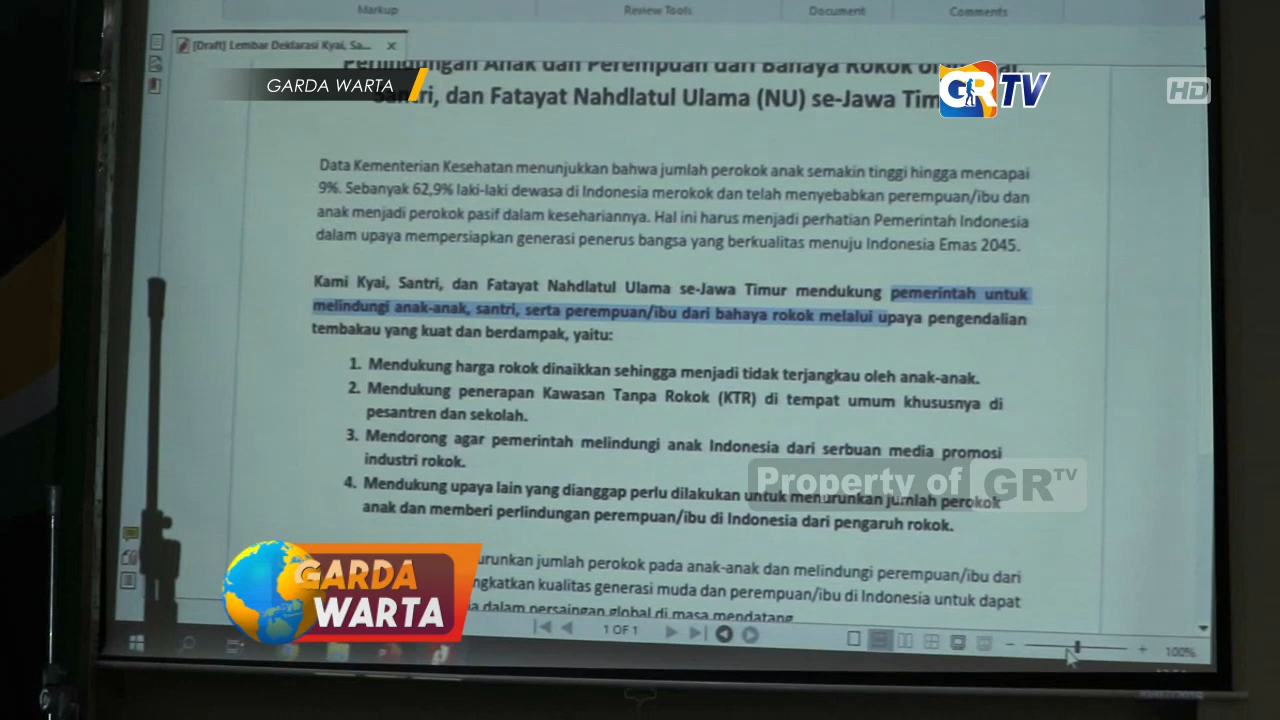 Markup Review Tools Document Comments
[Draft] Lembar Deklarasi Kyai, Sa... ×
GARDA WARTA
GRTV
HD
Perlindungan Anak dan Perempuan dari Bahaya Rokok
dan Fatayat Nahdlatul Ulama (NU) se-Jawa
Data Kementerian Kesehatan menunjukkan bahwa jumlah perokok anak semakin tinggi hingga mencapai
9%. Sebanyak 62,9% laki-laki dewasa di Indonesia merokok dan telah menyebabkan perempuan/ibu dan
anak menjadi perokok pasif dalam kesehariannya. Hal ini harus menjadi perhatian Pemerintah Indonesia
dalam upaya mempersiapkan generasi penerus bangsa yang berkualitas menuju Indonesia Emas 2045.
Kami Kyai, Santri, dan Fatayat Nahdlatul Ulama se-Jawa Timur mendukung pemerintah untuk
melindungi anak-anak, santri, serta perempuan/ibu dari bahaya rokok melalui upaya pengendalian
tembakau yang kuat dan berdampak, yaitu:
1. Mendukung harga rokok dinaikkan sehingga menjadi tidak terjangkau oleh anak-anak.
2. Mendukung penerapan Kawasan Tanpa Rokok (KTR) di tempat umum khususnya di
pesantren dan sekolah.
3. Mendorong agar pemerintah melindungi anak Indonesia dari serbuan media promosi
industri rokok.
4. Mendukung upaya lain yang dianggap perlu dilakukan untuk menurunkan jumlah perokok
anak dan memberi perlindungan perempuan/ibu di Indonesia dari pengaruh rokok.
Property of GRTV
urunkan jumlah perokok pada anak-anak dan melindungi perempuan/ibu dari
ngkatkan kualitas generasi muda dan perempuan/ibu di Indonesia untuk dapat
a dalam persaingan global di masa mendatang
GARDA
WARTA
1 OF 1
100%